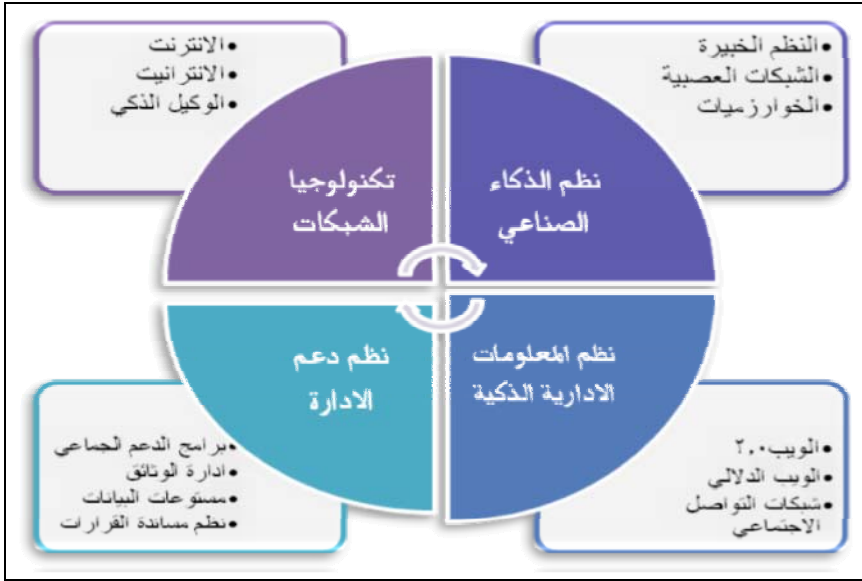 •النظم الخبيرة
•الشبكات العصبية
•الخوارزميات
•الانترنت
•الانترانيت
•الوكيل الذكي
نظم الذكاء
الصناعي
تكنولوجيا
الشبكات
نظم المعلومات
الادارية الذكية
نظم دعم
الادارة
•الويب٢,٠
•الويب الدلالي
•شبكات التواصل
الاجتماعي
•برامج الدعم الجماعي
•ادارة الوثائق
•مستودعات البيانات
•نظم مساندة القرارات